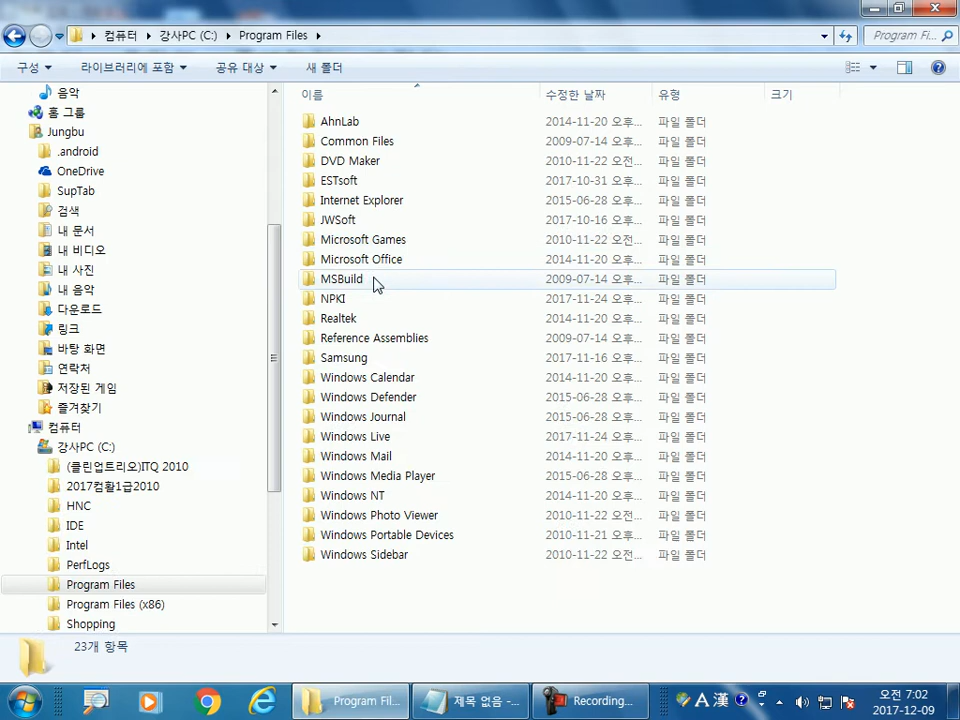 컴퓨터 ▸ 강사PC (C:) ▸ Program Files ▸
Program Fi...
구성 라이브러리에 포함 공유 대상 새 폴더
음악
홈 그룹
Jungbu
.android
OneDrive
SupTab
검색
내 문서
내 비디오
내 사진
내 음악
다운로드
링크
바탕 화면
연락처
저장된 게임
즐겨찾기
컴퓨터
강사PC (C:)
(클린업트리오)ITQ 2010
2017컴활1급2010
HNC
IDE
Intel
PerfLogs
Program Files
Program Files (x86)
Shopping
이름 수정한 날짜 유형 크기
AhnLab 2014-11-20 오후... 파일 폴더
Common Files 2009-07-14 오후... 파일 폴더
DVD Maker 2010-11-22 오전... 파일 폴더
ESTsoft 2017-10-31 오후... 파일 폴더
Internet Explorer 2015-06-28 오후... 파일 폴더
JWSoft 2017-10-16 오후... 파일 폴더
Microsoft Games 2010-11-22 오전... 파일 폴더
Microsoft Office 2014-11-20 오후... 파일 폴더
MSBuild 2009-07-14 오후... 파일 폴더
NPKI 2017-11-24 오후... 파일 폴더
Realtek 2014-11-20 오후... 파일 폴더
Reference Assemblies 2009-07-14 오후... 파일 폴더
Samsung 2017-11-16 오후... 파일 폴더
Windows Calendar 2014-11-20 오후... 파일 폴더
Windows Defender 2015-06-28 오후... 파일 폴더
Windows Journal 2015-06-28 오후... 파일 폴더
Windows Live 2017-11-24 오후... 파일 폴더
Windows Mail 2014-11-20 오후... 파일 폴더
Windows Media Player 2015-06-28 오후... 파일 폴더
Windows NT 2014-11-20 오후... 파일 폴더
Windows Photo Viewer 2010-11-22 오후... 파일 폴더
Windows Portable Devices 2010-11-21 오후... 파일 폴더
Windows Sidebar 2010-11-22 오전... 파일 폴더
23개 항목
Program Fil... 제목 없음 -... Recording... A 漢 오전 7:02
2017-12-09